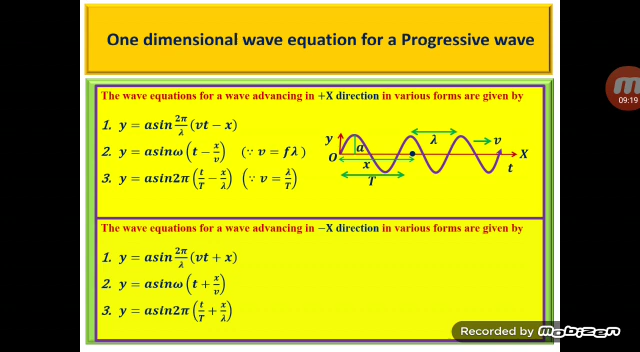 One dimensional wave equation for a Progressive wave
The wave equations for a wave advancing in +X direction in various forms are given by
1. y = asin 2π/λ (vt − x)
2. y = asinω (t − x/v) (∵ v = fλ)
3. y = asin2π (t/T − x/λ) (∵ v = λ/T)
y a λ v
O x X
T t
The wave equations for a wave advancing in −X direction in various forms are given by
1. y = asin 2π/λ (vt + x)
2. y = asinω (t + x/v)
3. y = asin2π (t/T + x/λ)
09:19
Recorded by mobizen